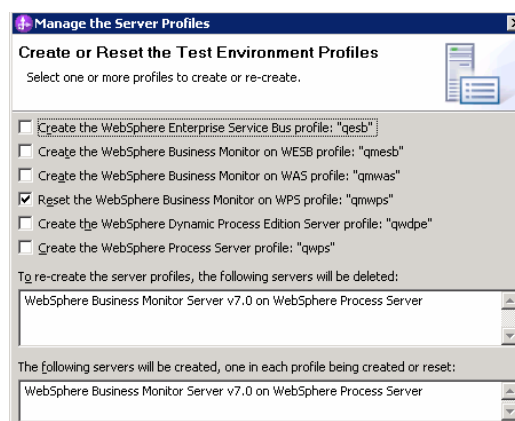 Manage the Server Profiles
Create or Reset the Test Environment Profiles
Select one or more profiles to create or re-create.
Create the WebSphere Enterprise Service Bus profile: "qesb"
Create the WebSphere Business Monitor on WESB profile: "qmesb"
Create the WebSphere Business Monitor on WAS profile: "qmwas"
Reset the WebSphere Business Monitor on WPS profile: "qmwps"
Create the WebSphere Dynamic Process Edition Server profile: "qwdpe"
Create the WebSphere Process Server profile: "qwps"
To re-create the server profiles, the following servers will be deleted:
WebSphere Business Monitor Server v7.0 on WebSphere Process Server
The following servers will be created, one in each profile being created or reset:
WebSphere Business Monitor Server v7.0 on WebSphere Process Server